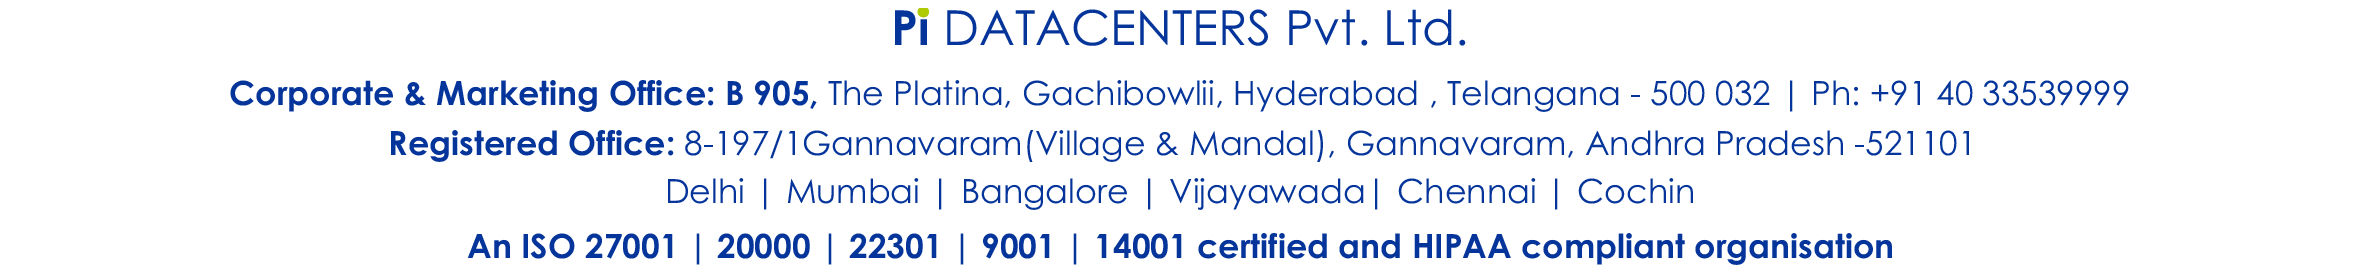 Pi DATACENTERS Pvt. Ltd.
Corporate & Marketing Office: B 905, The Platina, Gachibowlii, Hyderabad , Telangana - 500 032 | Ph: +91 40 33539999
Registered Office: 8-197/1Gannavaram(Village & Mandal), Gannavaram, Andhra Pradesh -521101
Delhi | Mumbai | Bangalore | Vijayawada| Chennai | Cochin
An ISO 27001 | 20000 | 22301 | 9001 | 14001 certified and HIPAA compliant organisation